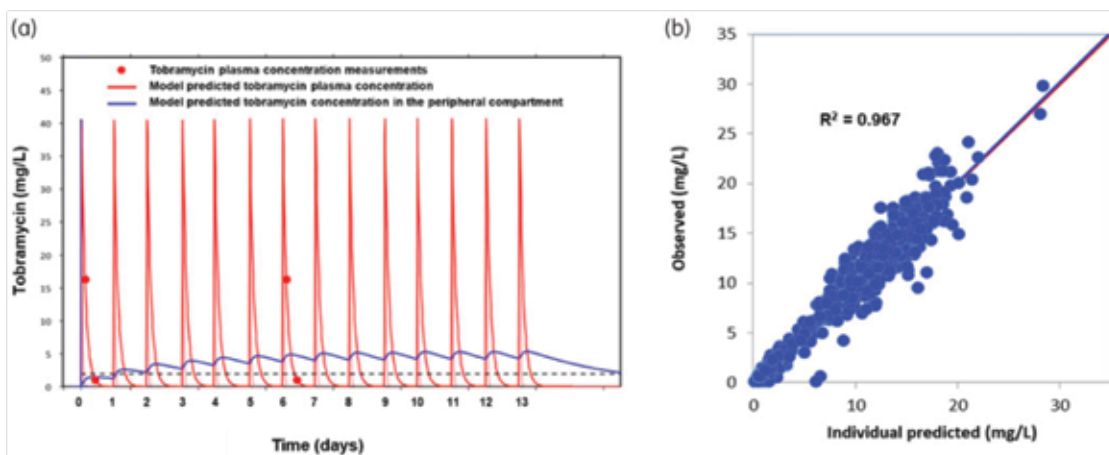 (a)
Tobramycin plasma concentration measurements
Model predicted tobramycin plasma concentration
Model predicted tobramycin concentration in the peripheral compartment
Tobramycin (mg/L)
50
45
40
35
30
25
20
15
10
5
0
0 1 2 3 4 5 6 7 8 9 10 11 12 13
Time (days)
(b)
R² = 0.967
Observed (mg/L)
35
30
25
20
15
10
5
0
0 10 20 30
Individual predicted (mg/L)